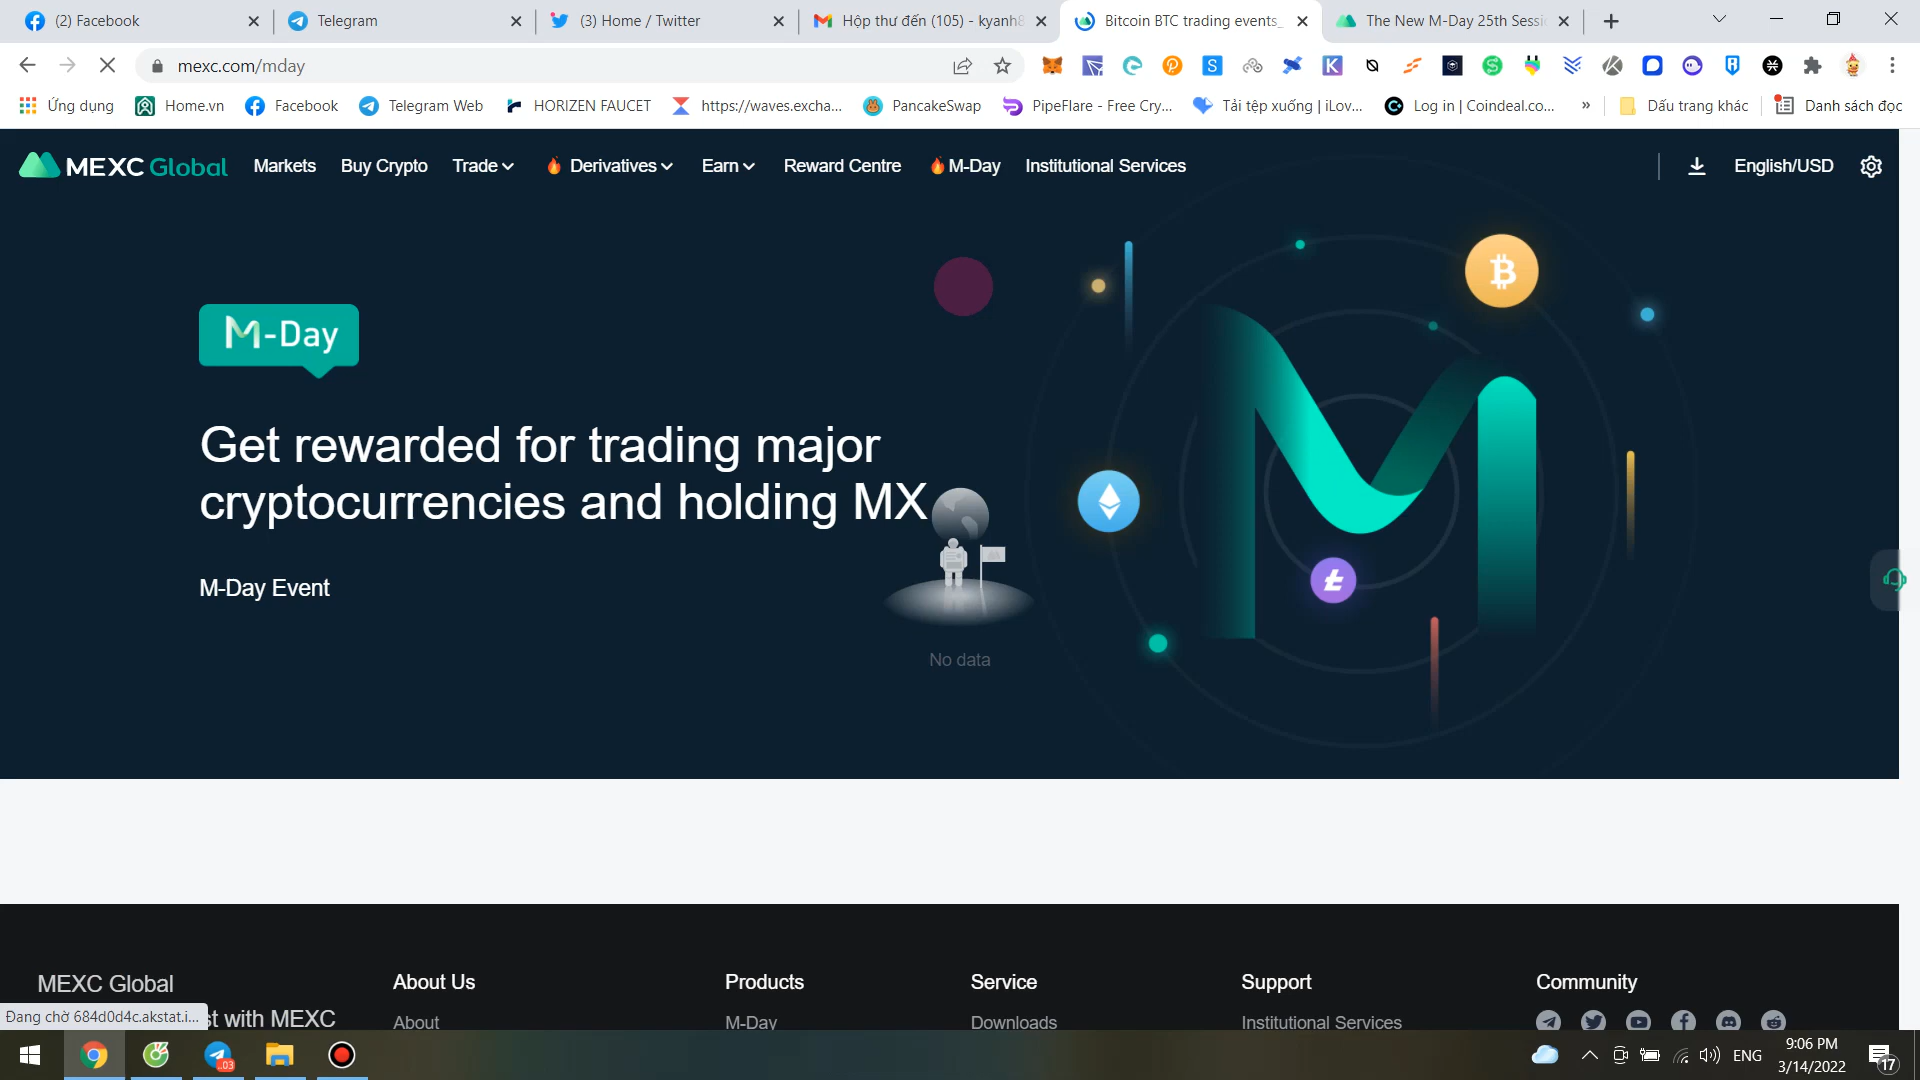 (2) Facebook
Telegram
(3) Home / Twitter
Hộp thư đến (105) - kyanh8
Bitcoin BTC trading events_
The New M-Day 25th Sessi
mexc.com/mday
Ứng dụng
Home.vn
Facebook
Telegram Web
HORIZEN FAUCET
https://waves.excha...
PancakeSwap
PipeFlare - Free Cry...
Tải tệp xuống | iLov...
Log in | Coindeal.co...
»
Dấu trang khác
Danh sách đọc
MEXC Global
Markets
Buy Crypto
Trade
Derivatives
Earn
Reward Centre
M-Day
Institutional Services
English/USD
M-Day
Get rewarded for trading major
cryptocurrencies and holding MX
M-Day Event
No data
MEXC Global
About Us
Products
Service
Support
Community
Đang chờ 684d0d4c.akstat.i...
st with MEXC
About
M-Day
Downloads
Institutional Services
.03
ENG
9:06 PM
3/14/2022
17